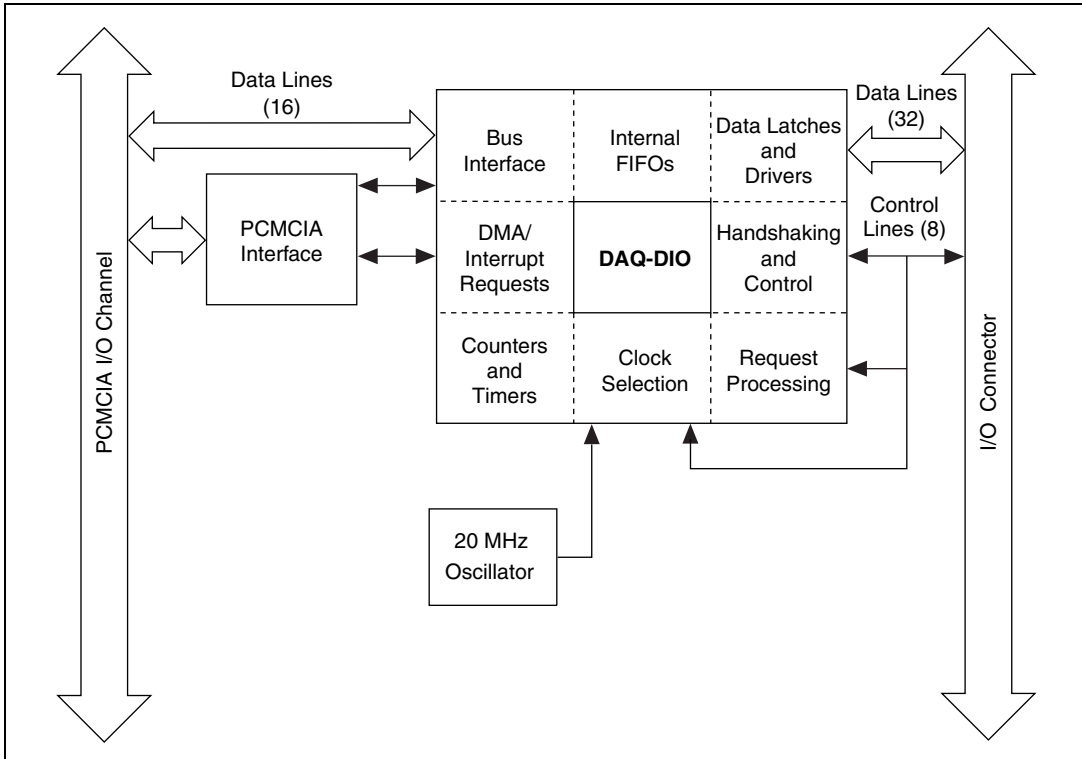 Data Lines
(16)
PCMCIA I/O Channel
PCMCIA
Interface
Bus
Interface
Internal
FIFOs
Data Latches
and
Drivers
DMA/
Interrupt
Requests
DAQ-DIO
Handshaking
and
Control
Counters
and
Timers
Clock
Selection
Request
Processing
20 MHz
Oscillator
Data Lines
(32)
Control
Lines (8)
I/O Connector